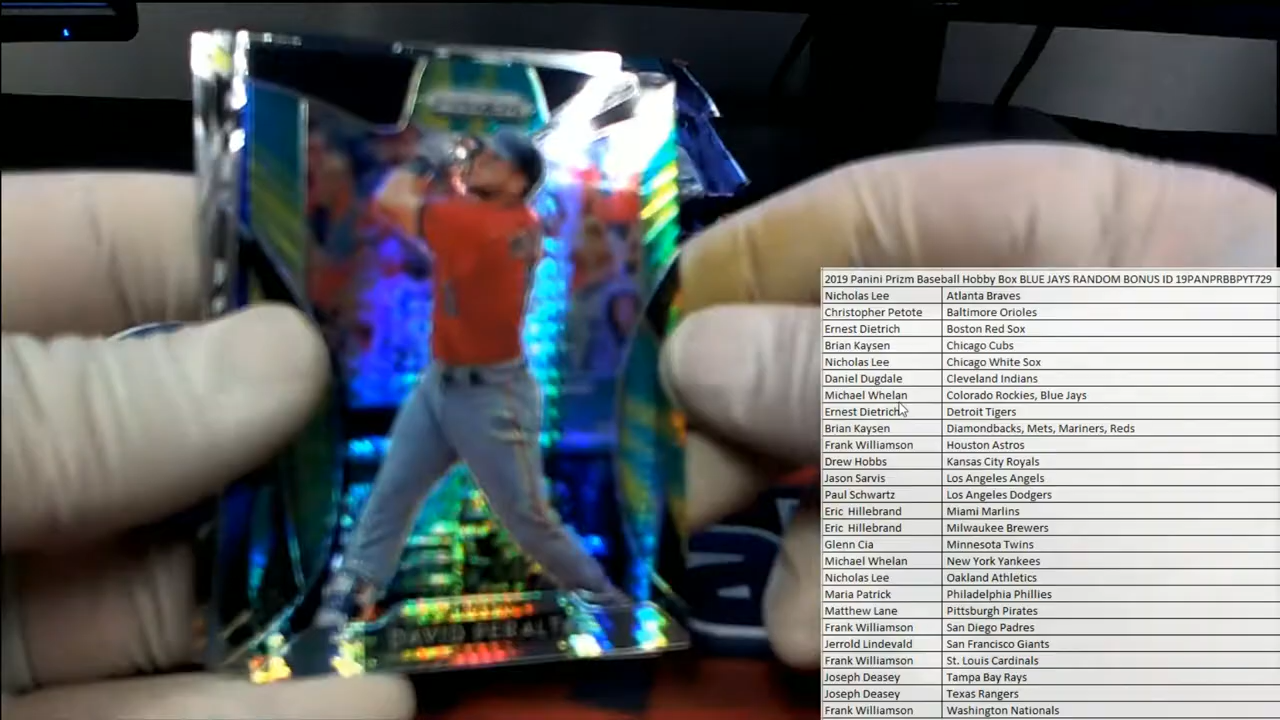 DAVID PERALT
2019 Panini Prizm Baseball Hobby Box BLUE JAYS RANDOM BONUS ID 19PANPRBBPYT729
Nicholas Lee Atlanta Braves
Christopher Petote Baltimore Orioles
Ernest Dietrich Boston Red Sox
Brian Kaysen Chicago Cubs
Nicholas Lee Chicago White Sox
Daniel Dugdale Cleveland Indians
Michael Whelan Colorado Rockies, Blue Jays
Ernest Dietrich Detroit Tigers
Brian Kaysen Diamondbacks, Mets, Mariners, Reds
Frank Williamson Houston Astros
Drew Hobbs Kansas City Royals
Jason Sarvis Los Angeles Angels
Paul Schwartz Los Angeles Dodgers
Eric Hillebrand Miami Marlins
Eric Hillebrand Milwaukee Brewers
Glenn Cia Minnesota Twins
Michael Whelan New York Yankees
Nicholas Lee Oakland Athletics
Maria Patrick Philadelphia Phillies
Matthew Lane Pittsburgh Pirates
Frank Williamson San Diego Padres
Jerrold Lindevald San Francisco Giants
Frank Williamson St. Louis Cardinals
Joseph Deasey Tampa Bay Rays
Joseph Deasey Texas Rangers
Frank Williamson Washington Nationals